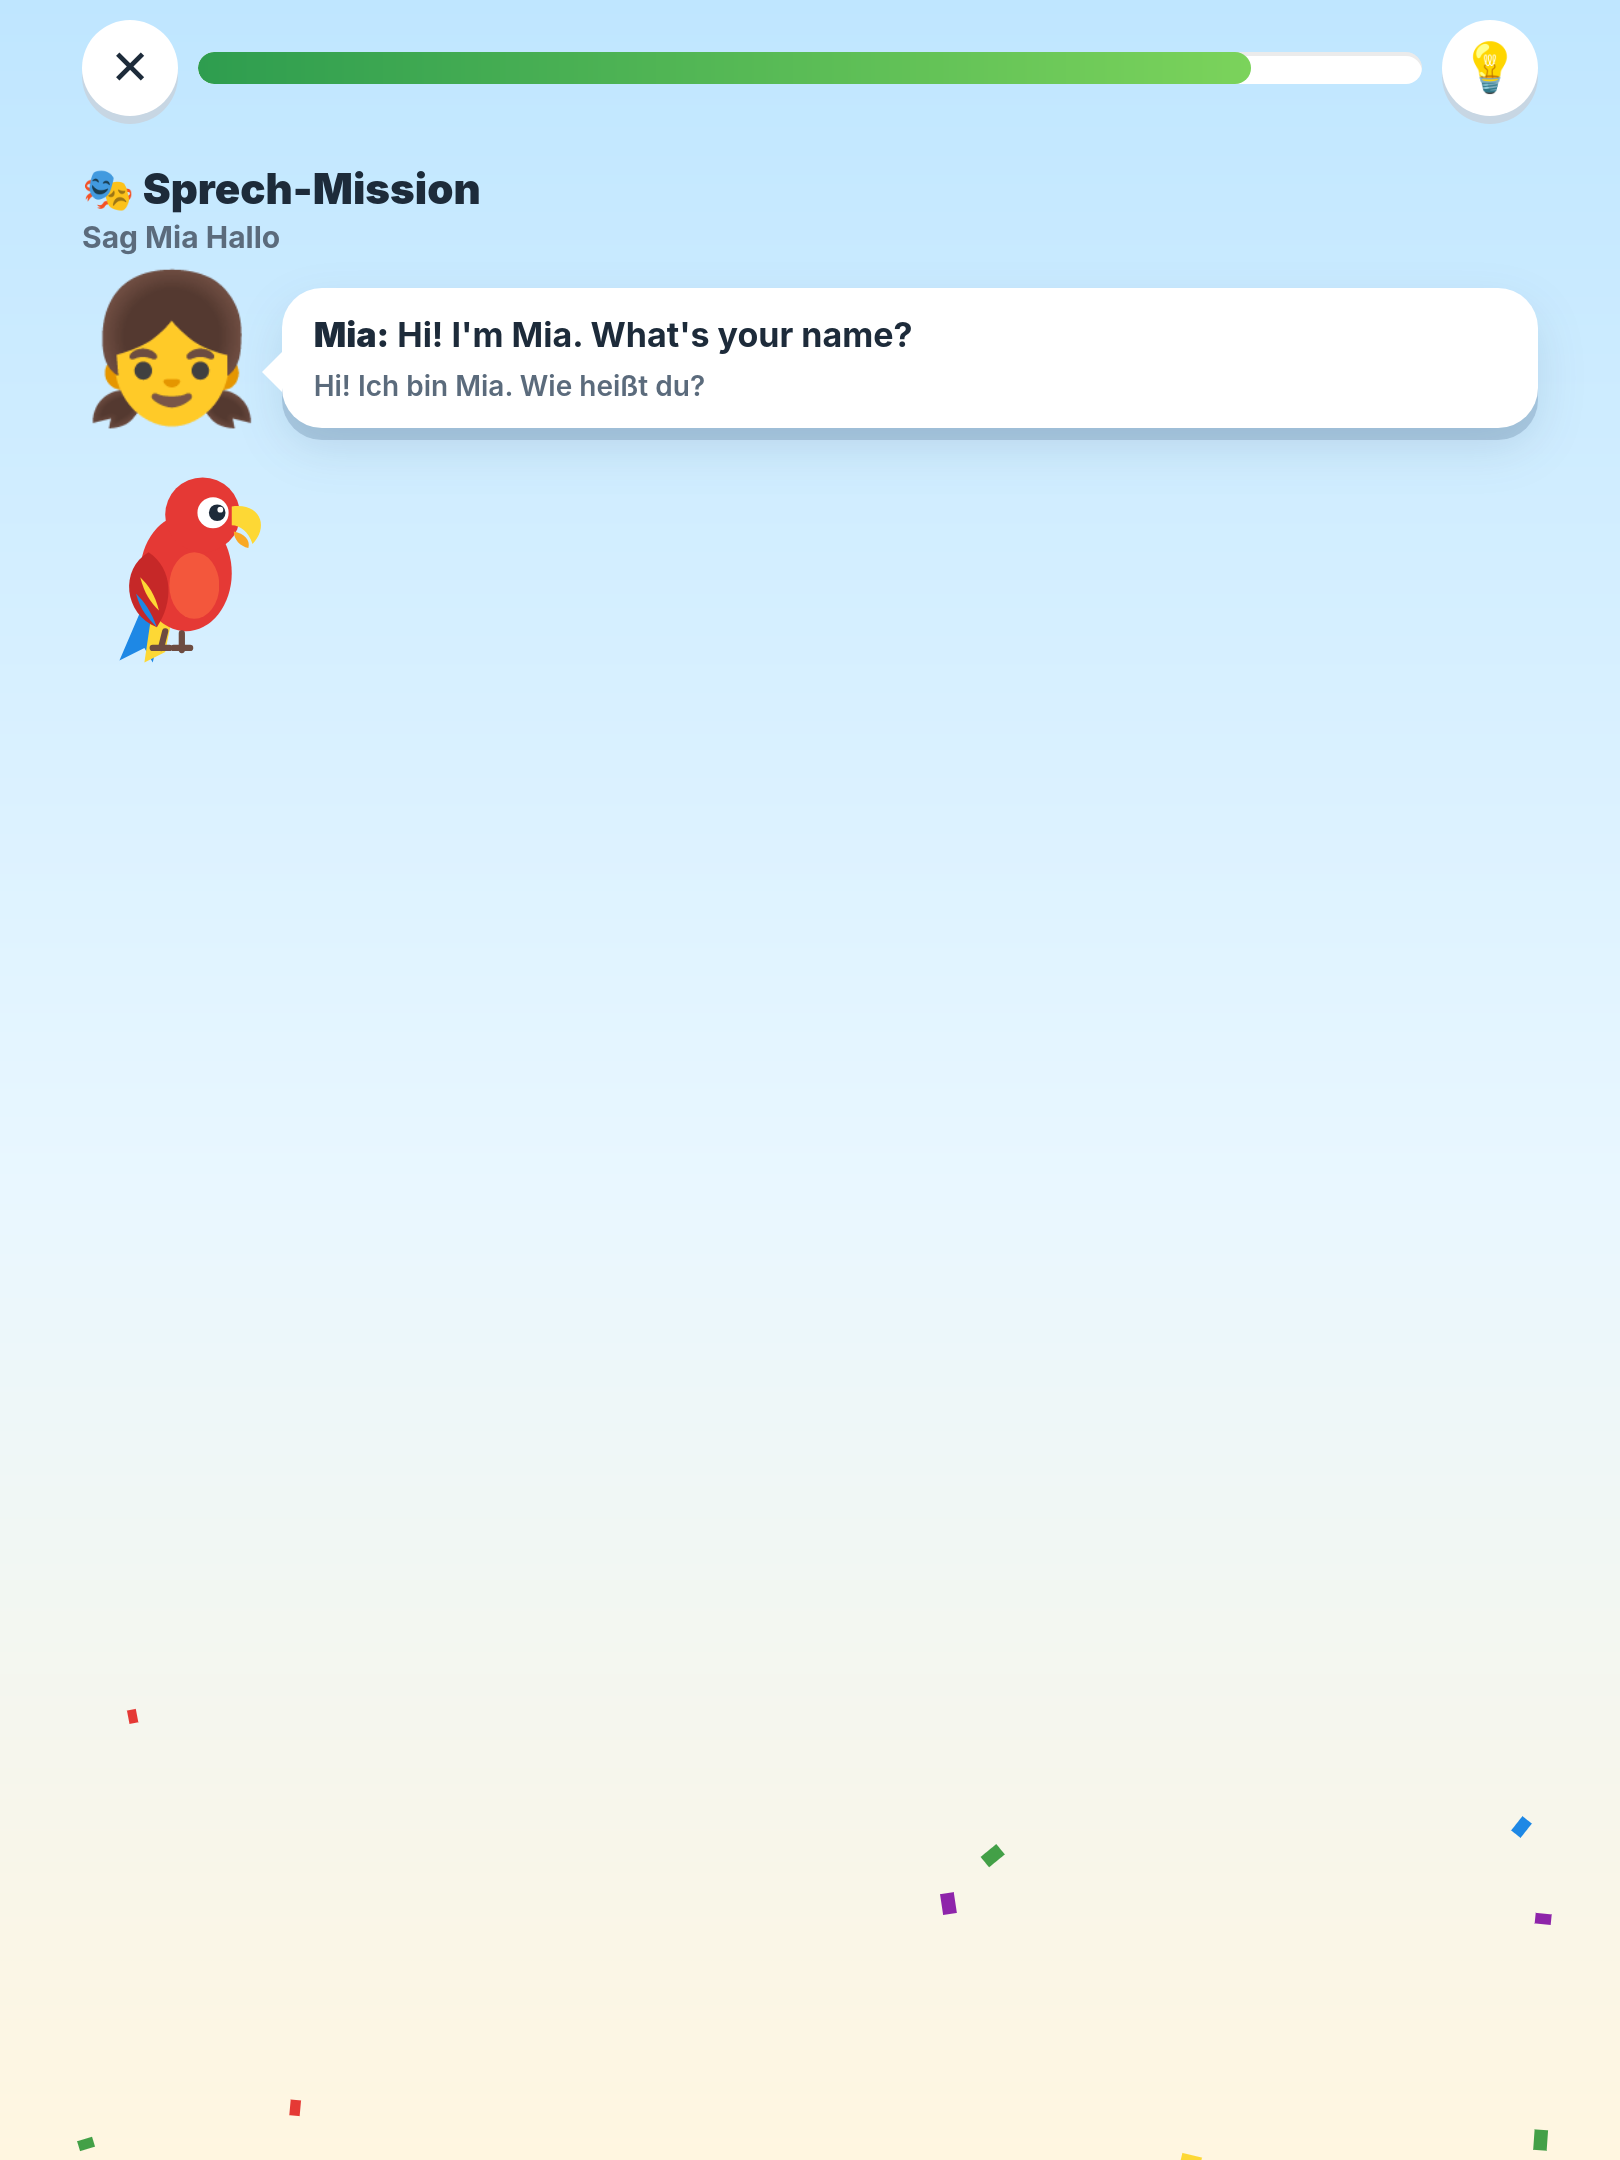 Sprech-Mission
Sag Mia Hallo
Mia: Hi! I'm Mia. What's your name?
Hi! Ich bin Mia. Wie heißt du?